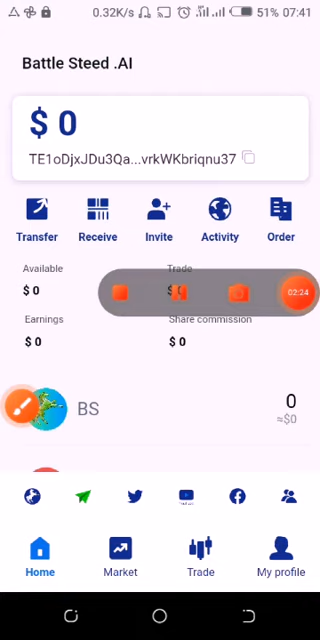 0.32K/s 51% 07:41
Battle Steed .AI
$ 0
TE1oDjxJDu3Qa...vrkWKbriqnu37
Transfer Receive Invite Activity Order
Available Trade
$ 0
02:24
Earnings Share commission
$ 0 $ 0
BS 0
≈$0
Home Market Trade My profile